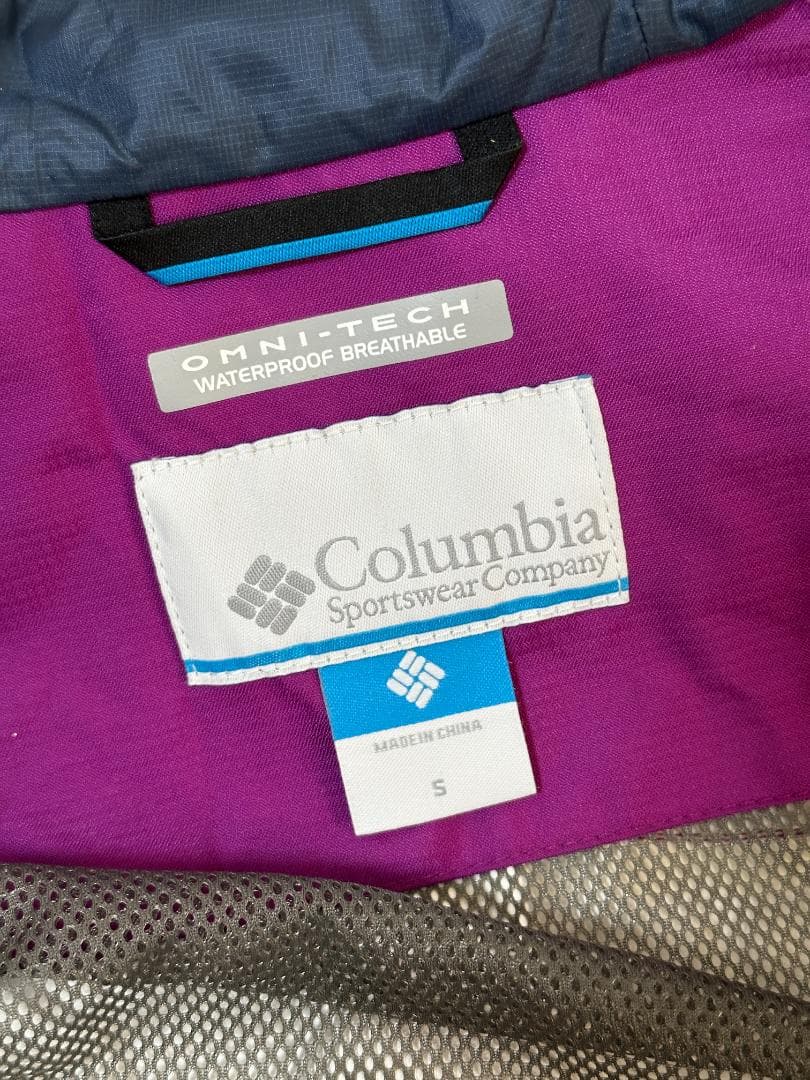 OMNI-TECH
WATERPROOF BREATHABLE
Columbia
Sportswear Company
MADE IN CHINA
S